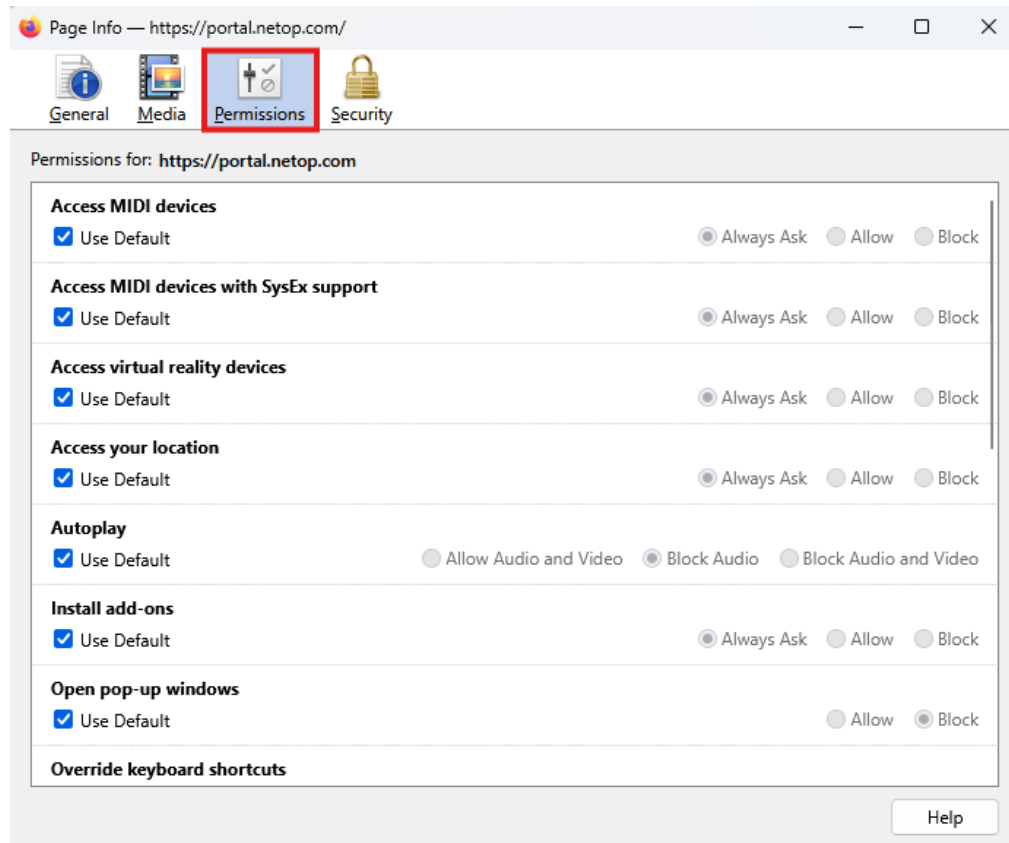 Page Info — https://portal.netop.com/
General Media Permissions Security
Permissions for: https://portal.netop.com
Access MIDI devices
Use Default Always Ask Allow Block
Access MIDI devices with SysEx support
Use Default Always Ask Allow Block
Access virtual reality devices
Use Default Always Ask Allow Block
Access your location
Use Default Always Ask Allow Block
Autoplay
Use Default Allow Audio and Video Block Audio Block Audio and Video
Install add-ons
Use Default Always Ask Allow Block
Open pop-up windows
Use Default Allow Block
Override keyboard shortcuts
Help